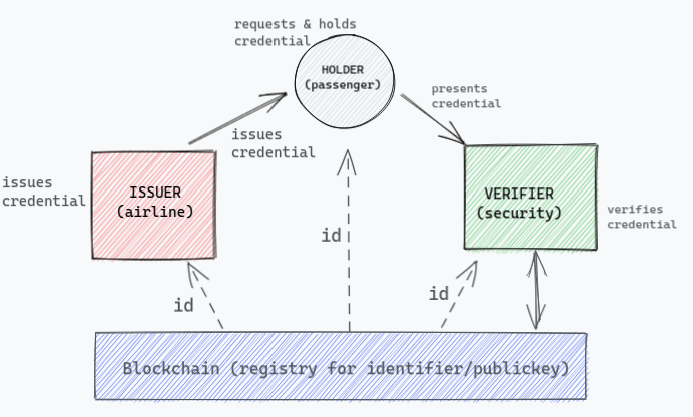 requests & holds
credential
HOLDER
(passenger)
presents
credential
issues
credential
issues
credential
ISSUER
(airline)
VERIFIER
(security)
verifies
credential
id
id
id
Blockchain (registry for identifier/publickey)